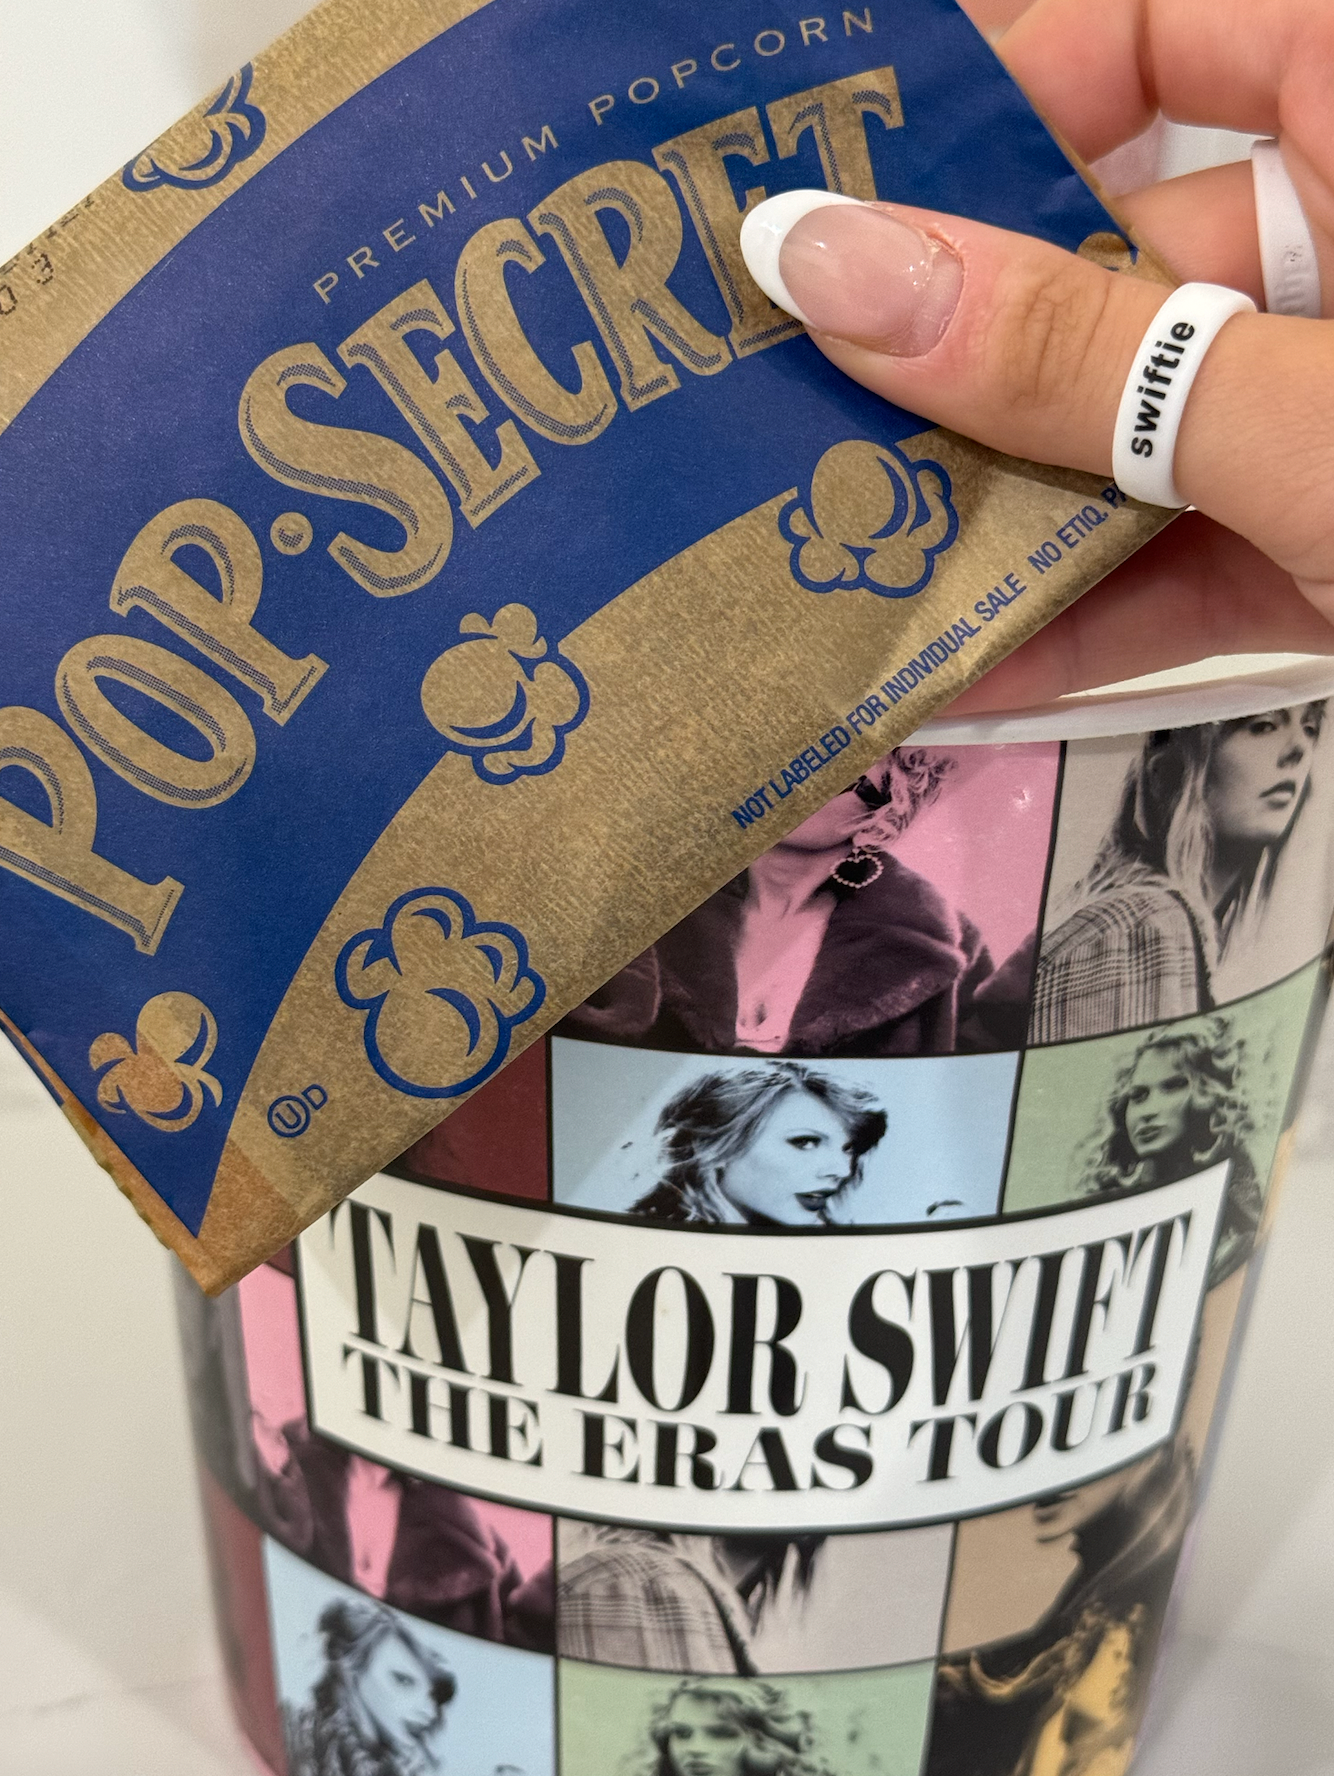 PREMIUM POPCORN
POP·SECRET
swiftie
NOT LABELED FOR INDIVIDUAL SALE NO ETIQ.
Ⓤ D
TAYLOR SWIFT
THE ERAS TOUR